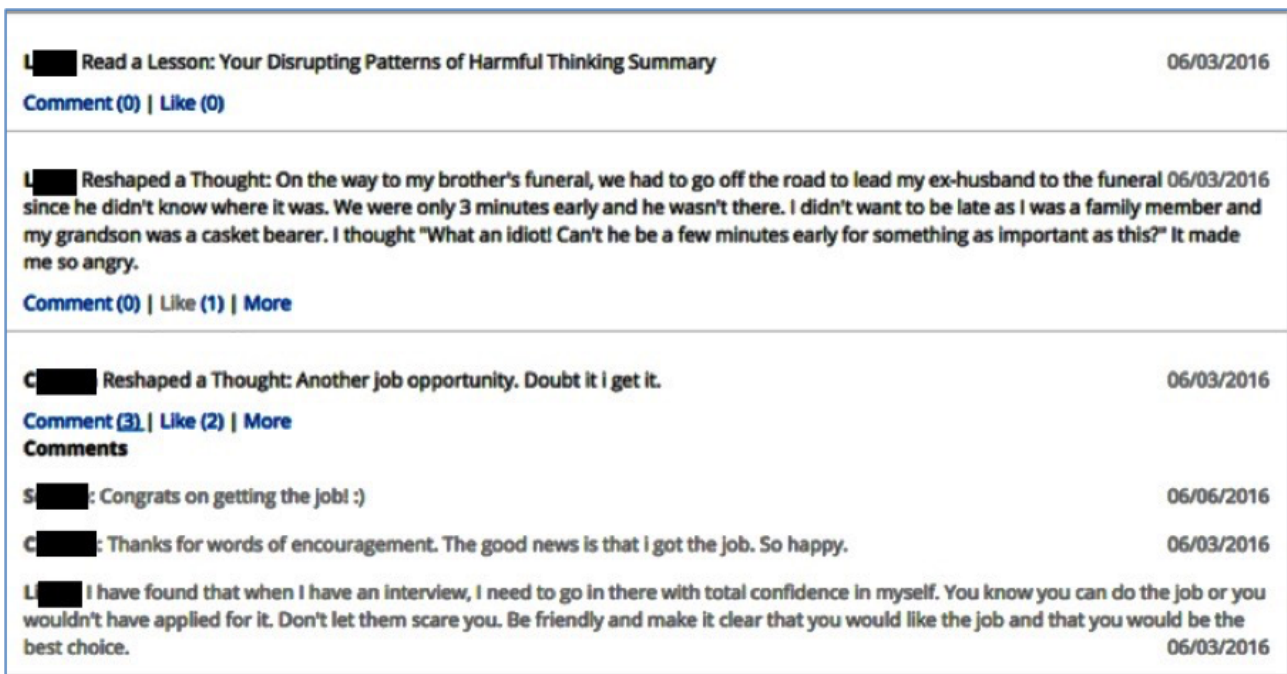 L Read a Lesson: Your Disrupting Patterns of Harmful Thinking Summary 06/03/2016
Comment (0) | Like (0)
L Reshaped a Thought: On the way to my brother's funeral, we had to go off the road to lead my ex-husband to the funeral 06/03/2016
since he didn't know where it was. We were only 3 minutes early and he wasn't there. I didn't want to be late as I was a family member and
my grandson was a casket bearer. I thought "What an idiot! Can't he be a few minutes early for something as important as this?" It made
me so angry.
Comment (0) | Like (1) | More
C Reshaped a Thought: Another job opportunity. Doubt it i get it. 06/03/2016
Comment (3) | Like (2) | More
Comments
S : Congrats on getting the job! :) 06/06/2016
C : Thanks for words of encouragement. The good news is that i got the job. So happy. 06/03/2016
Li I have found that when I have an interview, I need to go in there with total confidence in myself. You know you can do the job or you
wouldn't have applied for it. Don't let them scare you. Be friendly and make it clear that you would like the job and that you would be the
best choice. 06/03/2016